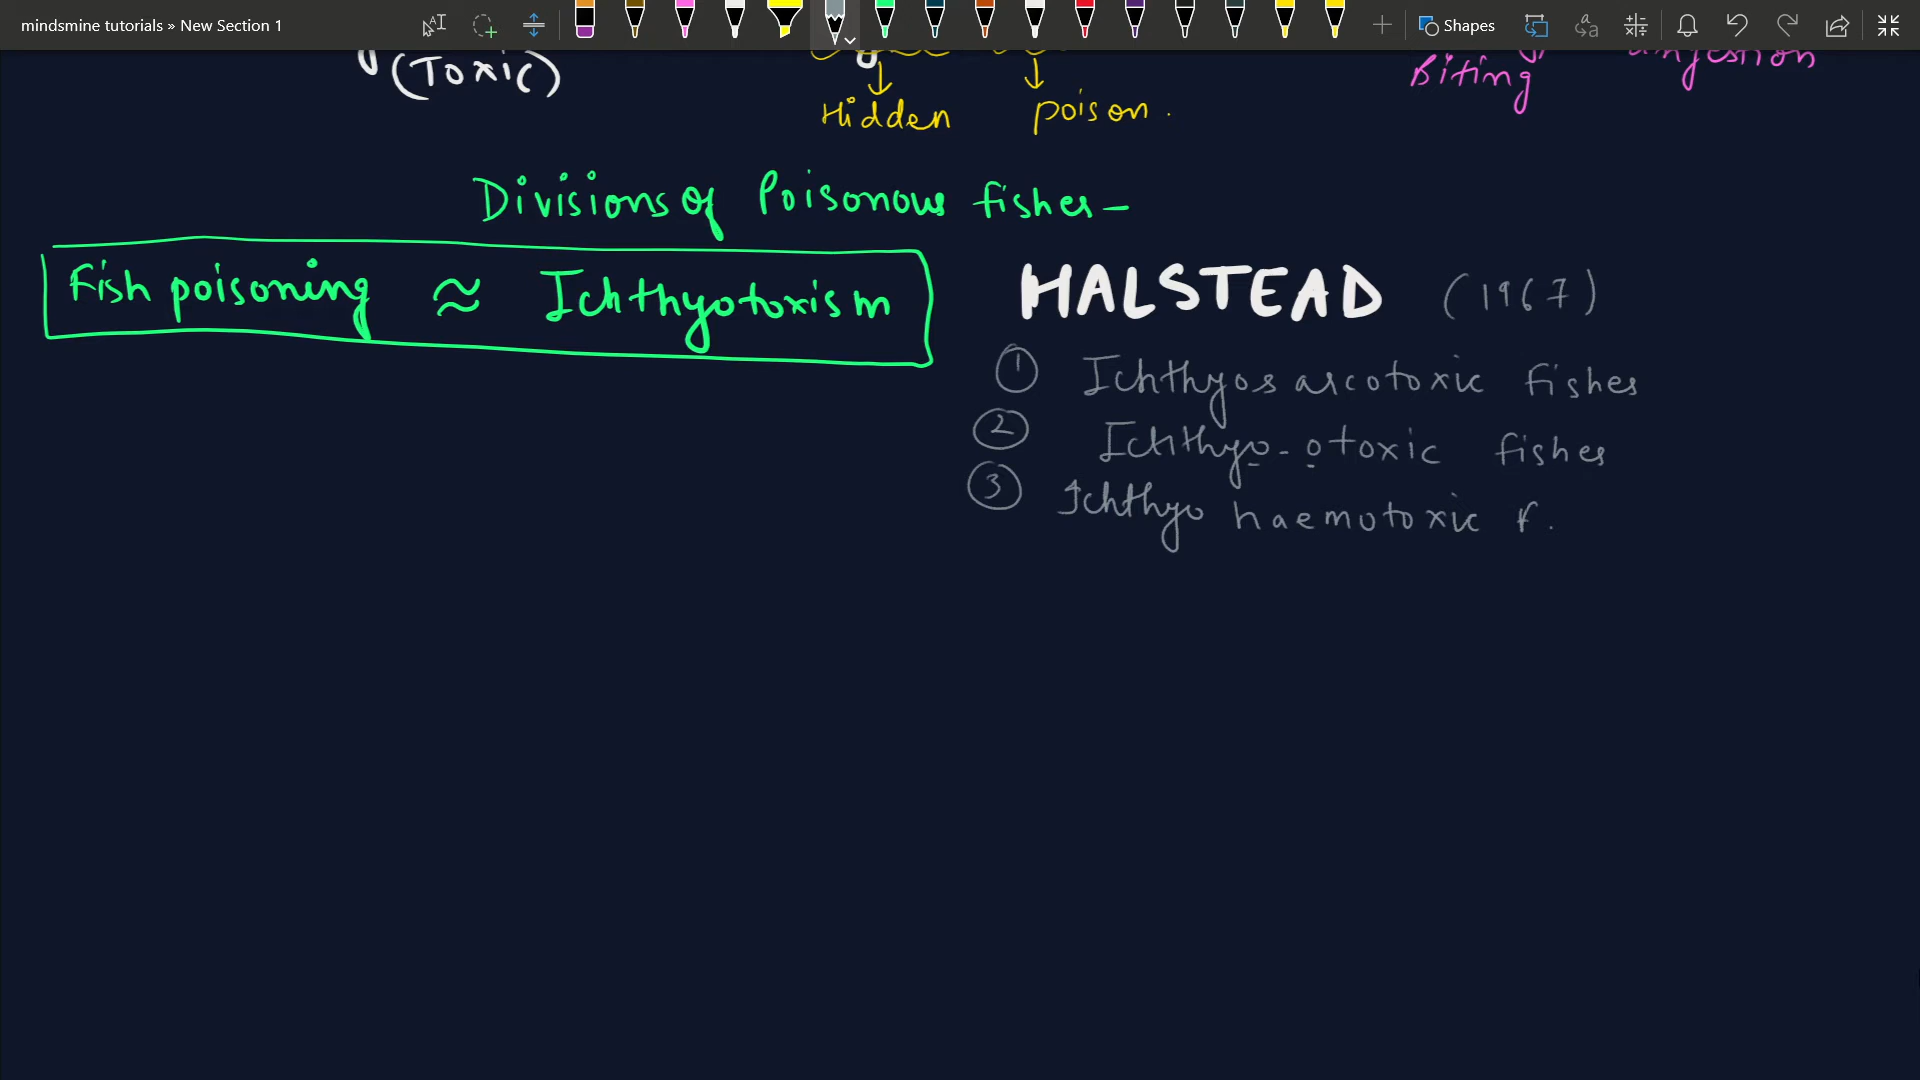 mindsmine tutorials » New Section 1
Shapes
(Toxic)
Hidden poison.
Biting
Divisions of Poisonous fishes –
Fish poisoning ≈ Ichthyotoxism
HALSTEAD (1967)
① Ichthyosarcotoxic fishes
② Ichthyo-otoxic fishes
③ Ichthyo haemotoxic f.